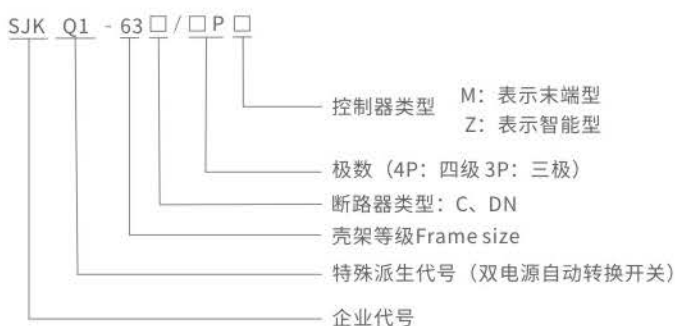 SJK Q1 - 63 □ / □ P □
控制器类型 M：表示末端型
Z：表示智能型
极数（4P：四级 3P：三极）
断路器类型：C、DN
壳架等级Frame size
特殊派生代号（双电源自动转换开关）
企业代号